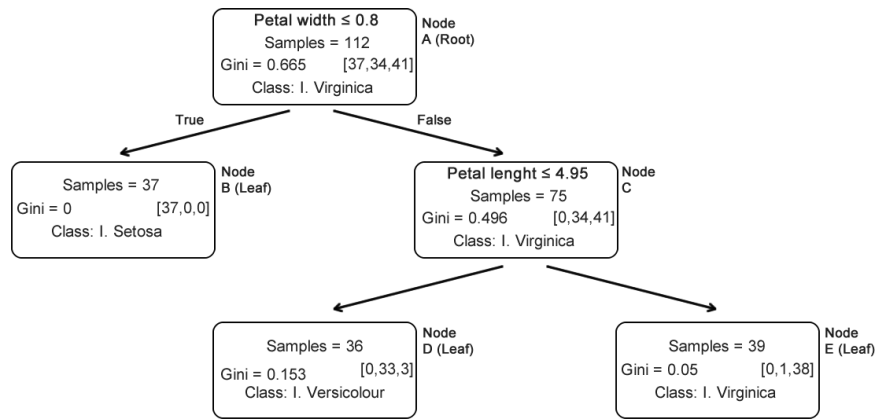 Petal width ≤ 0.8
Samples = 112
Gini = 0.665 [37,34,41]
Class: I. Virginica
Node
A (Root)
True
False
Samples = 37
Gini = 0 [37,0,0]
Class: I. Setosa
Node
B (Leaf)
Petal lenght ≤ 4.95
Samples = 75
Gini = 0.496 [0,34,41]
Class: I. Virginica
Node
C
Samples = 36
Gini = 0.153 [0,33,3]
Class: I. Versicolour
Node
D (Leaf)
Samples = 39
Gini = 0.05 [0,1,38]
Class: I. Virginica
Node
E (Leaf)